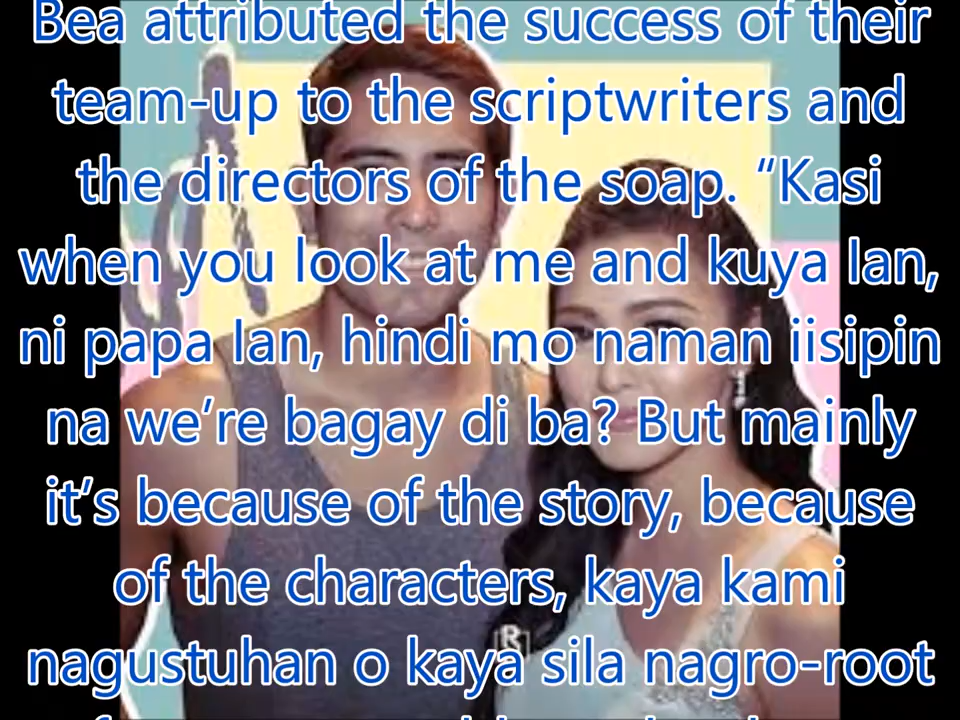 Bea attributed the success of their
team-up to the scriptwriters and
the directors of the soap. “Kasi
when you look at me and kuya Ian,
ni papa Ian, hindi mo naman iisipin
na we’re bagay di ba? But mainly
it’s because of the story, because
of the characters, kaya kami
nagustuhan o kaya sila nagro-root